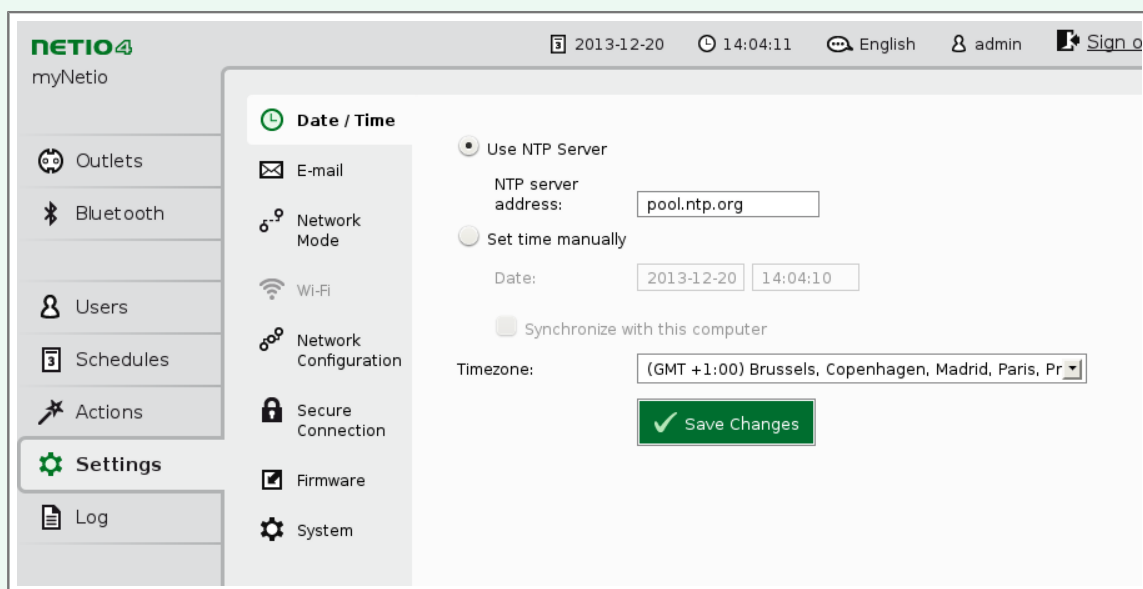 NETIO4
myNetio
2013-12-20 14:04:11 English admin Sign o
Outlets
Bluetooth
Users
3 Schedules
Actions
Settings
Log
Date / Time
E-mail
Network
Mode
Wi-Fi
Network
Configuration
Secure
Connection
Firmware
System
Use NTP Server
NTP server
address: pool.ntp.org
Set time manually
Date: 2013-12-20 14:04:10
Synchronize with this computer
Timezone: (GMT +1:00) Brussels, Copenhagen, Madrid, Paris, Pr
Save Changes